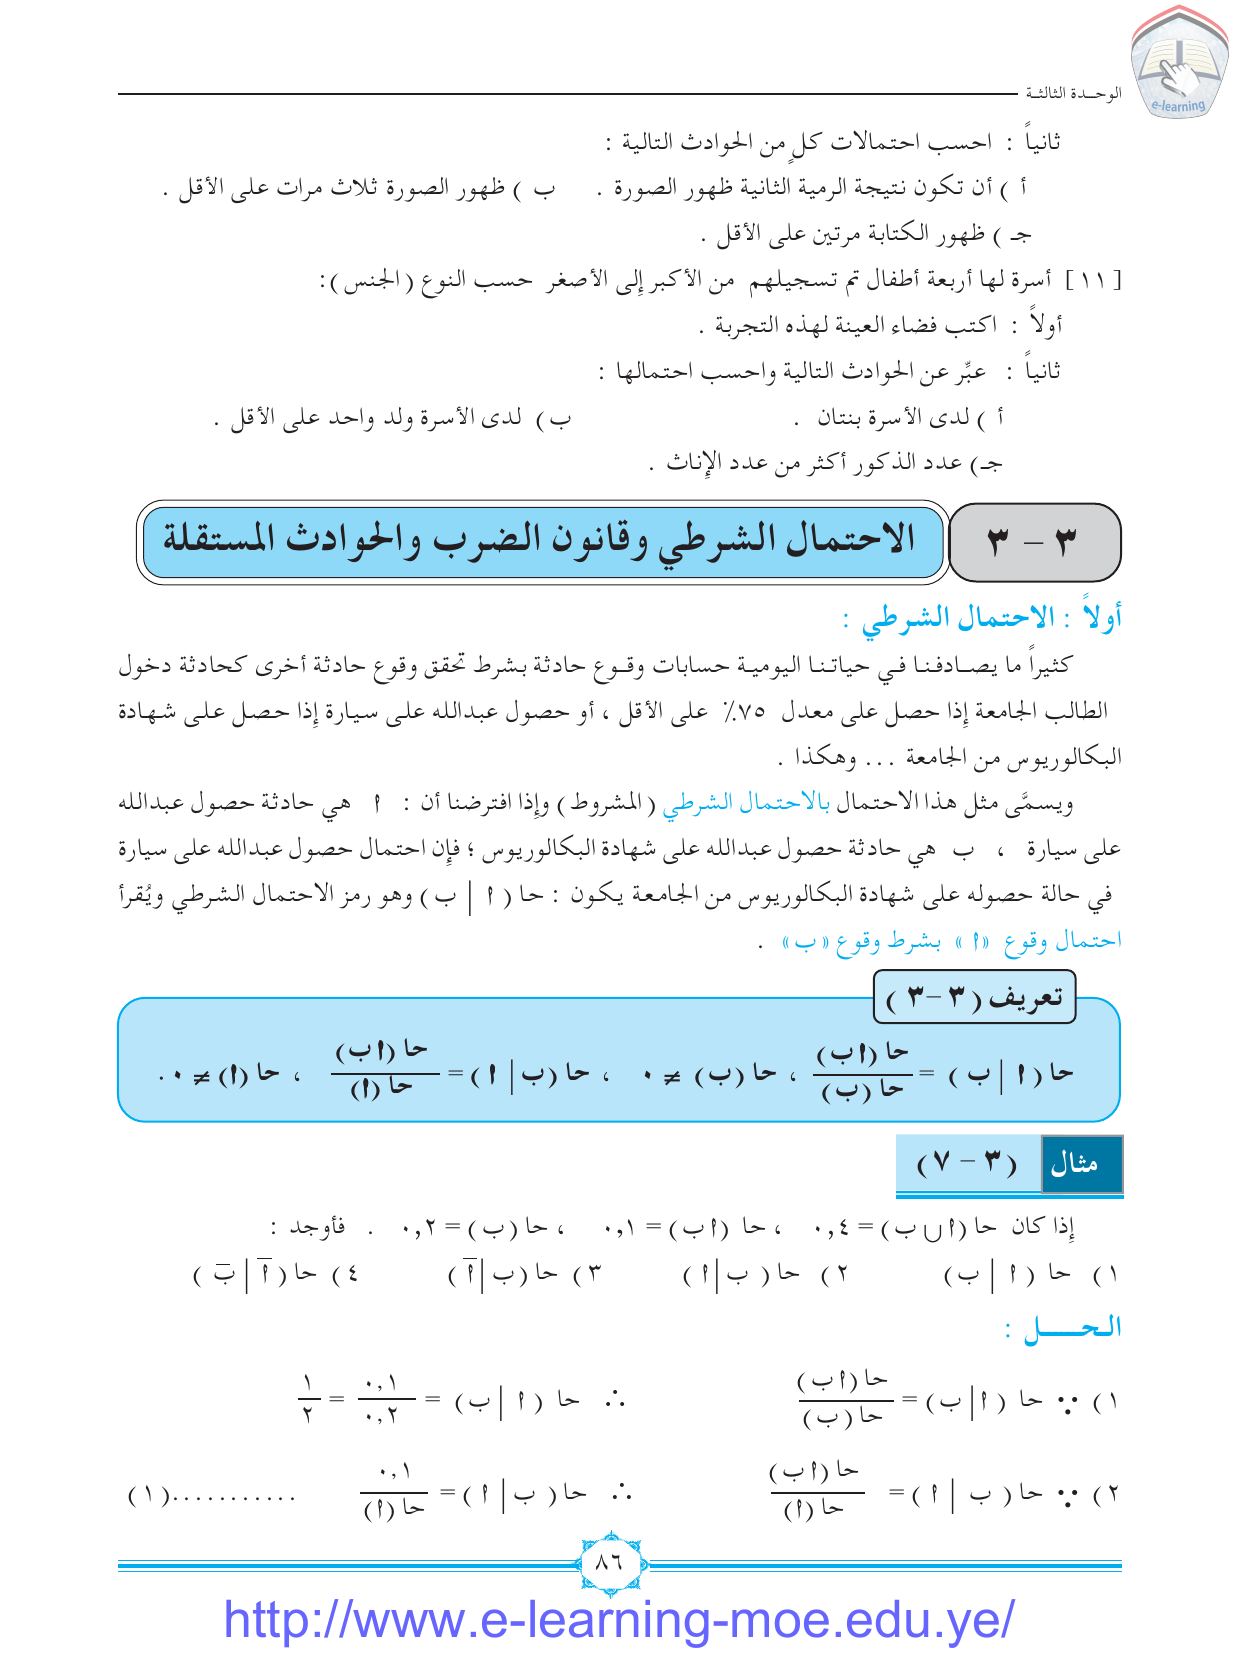 e-learning
الوحـدة الثالثـة
ثانياً : احسب احتمالات كلٍ من الحوادث التالية :
أ ) أن تكون نتيجة الرمية الثانية ظهور الصورة . ب ) ظهور الصورة ثلاث مرات على الأقل .
جـ ) ظهور الكتابة مرتين على الأقل .
[ ١١ ] أسرة لها أربعة أطفال تم تسجيلهم من الأكبر إلى الأصغر حسب النوع ( الجنس ) :
أولاً : اكتب فضاء العينة لهذه التجربة .
ثانياً : عبِّر عن الحوادث التالية واحسب احتمالها :
أ ) لدى الأسرة بنتان . ب ) لدى الأسرة ولد واحد على الأقل .
جـ) عدد الذكور أكثر من عدد الإناث .
٣ – ٣ الاحتمال الشرطي وقانون الضرب والحوادث المستقلة
أولاً : الاحتمال الشرطي :
كثيراً ما يصـادفنـا فـي حياتـنـا اليوميـة حسابات وقـوع حادثة بـشرط تحقق وقوع حادثة أخرى كحادثة دخول
الطالب الجامعة إذا حصل على معدل ٧٥٪ على الأقل ، أو حصول عبدالله على سـيارة إذا حصـل على شـهـادة
البكالوريوس من الجامعة ... وهكذا .
ويسمَّى مثل هذا الاحتمال بالاحتمال الشرطي ( المشروط ) وإذا افترضنا أن : ا هي حادثة حصول عبدالله
على سيارة ، ب هي حادثة حصول عبدالله على شهادة البكالوريوس ؛ فإن احتمال حصول عبدالله على سيارة
في حالة حصوله على شهادة البكالوريوس من الجامعة يكون : حا ( ا | ب ) وهو رمز الاحتمال الشرطي ويُقرأ
احتمال وقوع «ا» بشرط وقوع «ب» .
تعريف ( ٣ – ٣ )
حا ( ا | ب ) = حا (ا ب) / حا (ب) ، حا (ب) ≠ ٠ ، حا (ب | ا ) = حا (ا ب) / حا (ا) ، حا (ا) ≠ ٠ .
مثال ( ٣ – ٧ )
إذا كان حا (ا ∪ ب) = ٠,٤ ، حا (ا ب) = ٠,١ ، حا (ب) = ٠,٢ . فأوجد :
١) حا ( ا | ب) ٢) حا ( ب | ا) ٣) حا (ب | ا̅) ٤) حا ( ا̅ | ب̅ )
الـحـــــل :
١) ∵ حا ( ا | ب) = حا (ا ب) / حا (ب) ∴ حا ( ا | ب) = ٠,١ / ٠,٢ = ١ / ٢
٢) ∵ حا ( ب | ا ) = حا (ا ب) / حا (ا) ∴ حا ( ب | ا ) = ٠,١ / حا (ا) ...........(١)
٨٦
http://www.e-learning-moe.edu.ye/